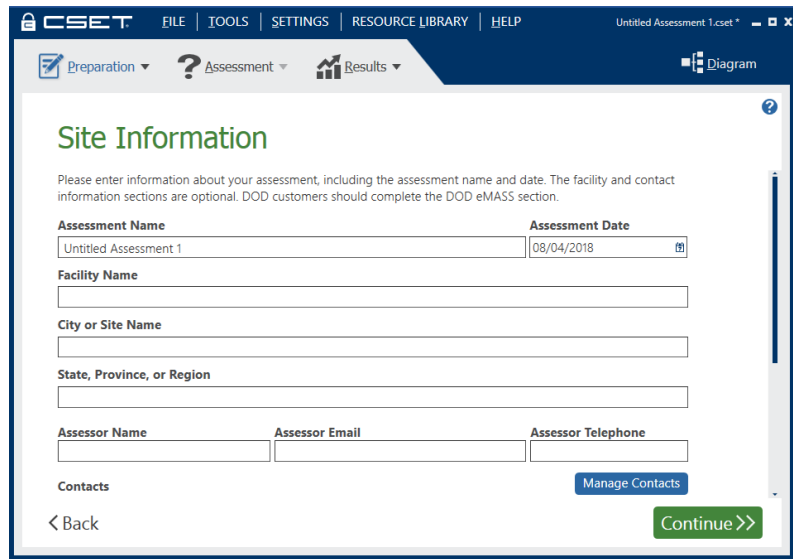 CSET FILE | TOOLS | SETTINGS | RESOURCE LIBRARY | HELP Untitled Assessment 1.cset *
Preparation Assessment Results Diagram
Site Information
Please enter information about your assessment, including the assessment name and date. The facility and contact
information sections are optional. DOD customers should complete the DOD eMASS section.
Assessment Name Assessment Date
Untitled Assessment 1 08/04/2018
Facility Name
City or Site Name
State, Province, or Region
Assessor Name Assessor Email Assessor Telephone
Contacts Manage Contacts
Back Continue